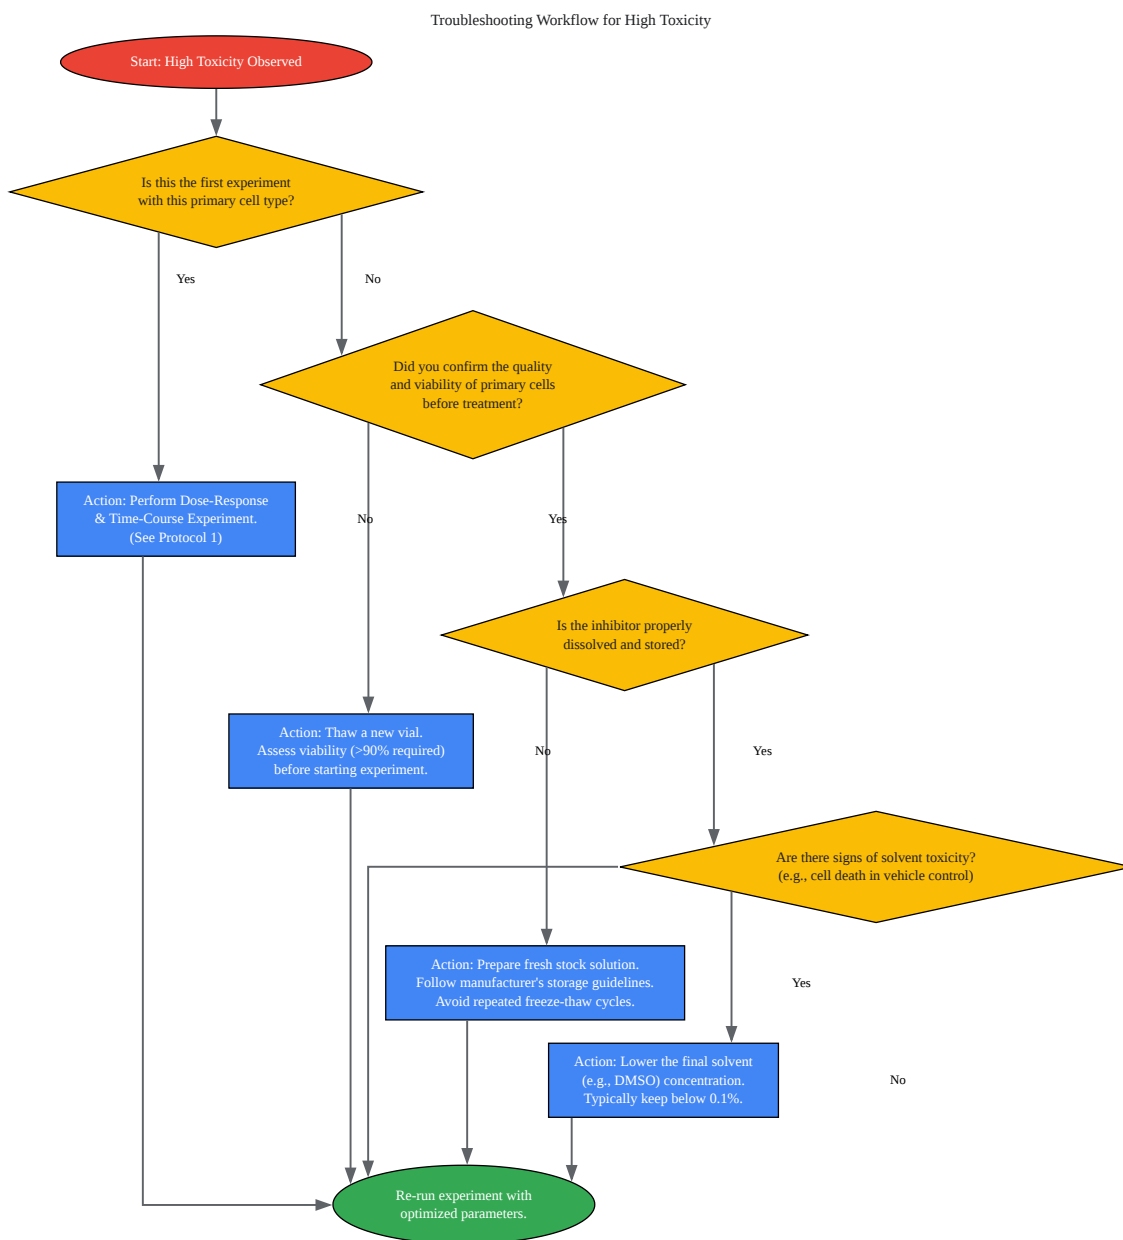 Troubleshooting Workflow for High Toxicity
Start: High Toxicity Observed
Is this the first experiment
with this primary cell type?
Yes
No
Did you confirm the quality
and viability of primary cells
before treatment?
Action: Perform Dose-Response
& Time-Course Experiment.
(See Protocol 1)
No
Yes
Is the inhibitor properly
dissolved and stored?
Action: Thaw a new vial.
Assess viability (>90% required)
before starting experiment.
No
Yes
Are there signs of solvent toxicity?
(e.g., cell death in vehicle control)
Action: Prepare fresh stock solution.
Follow manufacturer's storage guidelines.
Avoid repeated freeze-thaw cycles.
Yes
Action: Lower the final solvent
(e.g., DMSO) concentration.
Typically keep below 0.1%.
No
Re-run experiment with
optimized parameters.